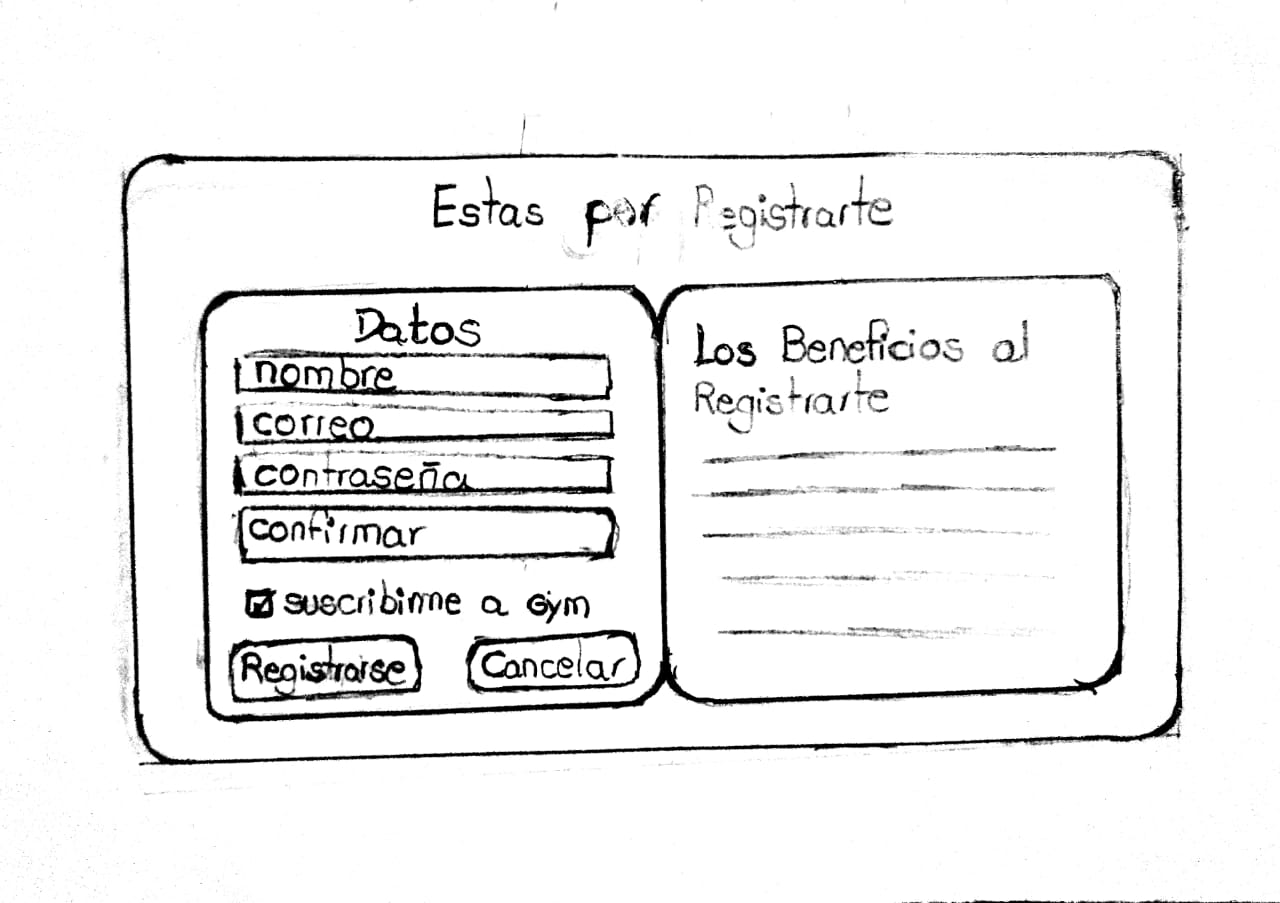 Estas por Registrarte
Datos
nombre
correo
contraseña
confirmar
suscribirme a Gym
Registrarse
Cancelar
Los Beneficios al
Registrarte